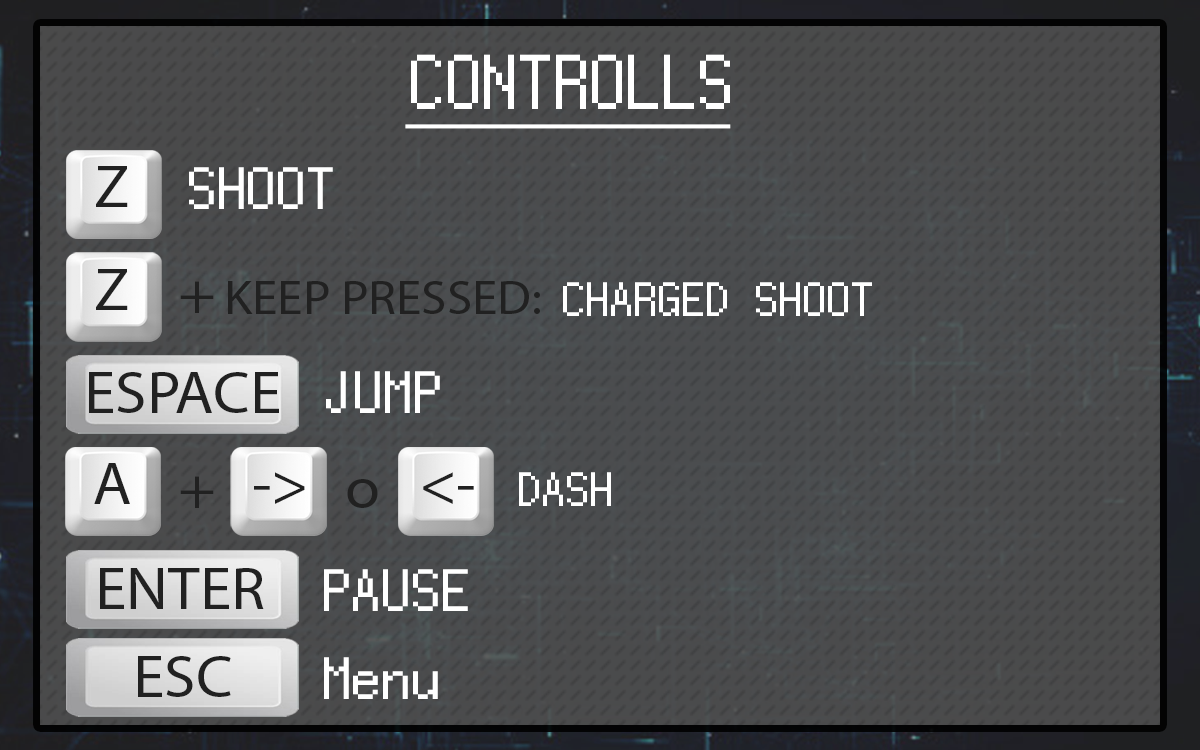 CONTROLLS
Z SHOOT
Z + KEEP PRESSED: CHARGED SHOOT
ESPACE JUMP
A + -> o <- DASH
ENTER PAUSE
ESC Menu